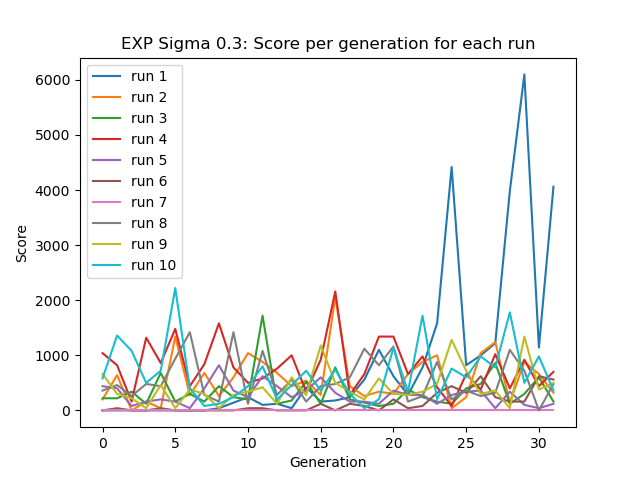 EXP Sigma 0.3: Score per generation for each run
6000
5000
4000
3000
2000
1000
0
Score
run 1
run 2
run 3
run 4
run 5
run 6
run 7
run 8
run 9
run 10
0 5 10 15 20 25 30
Generation